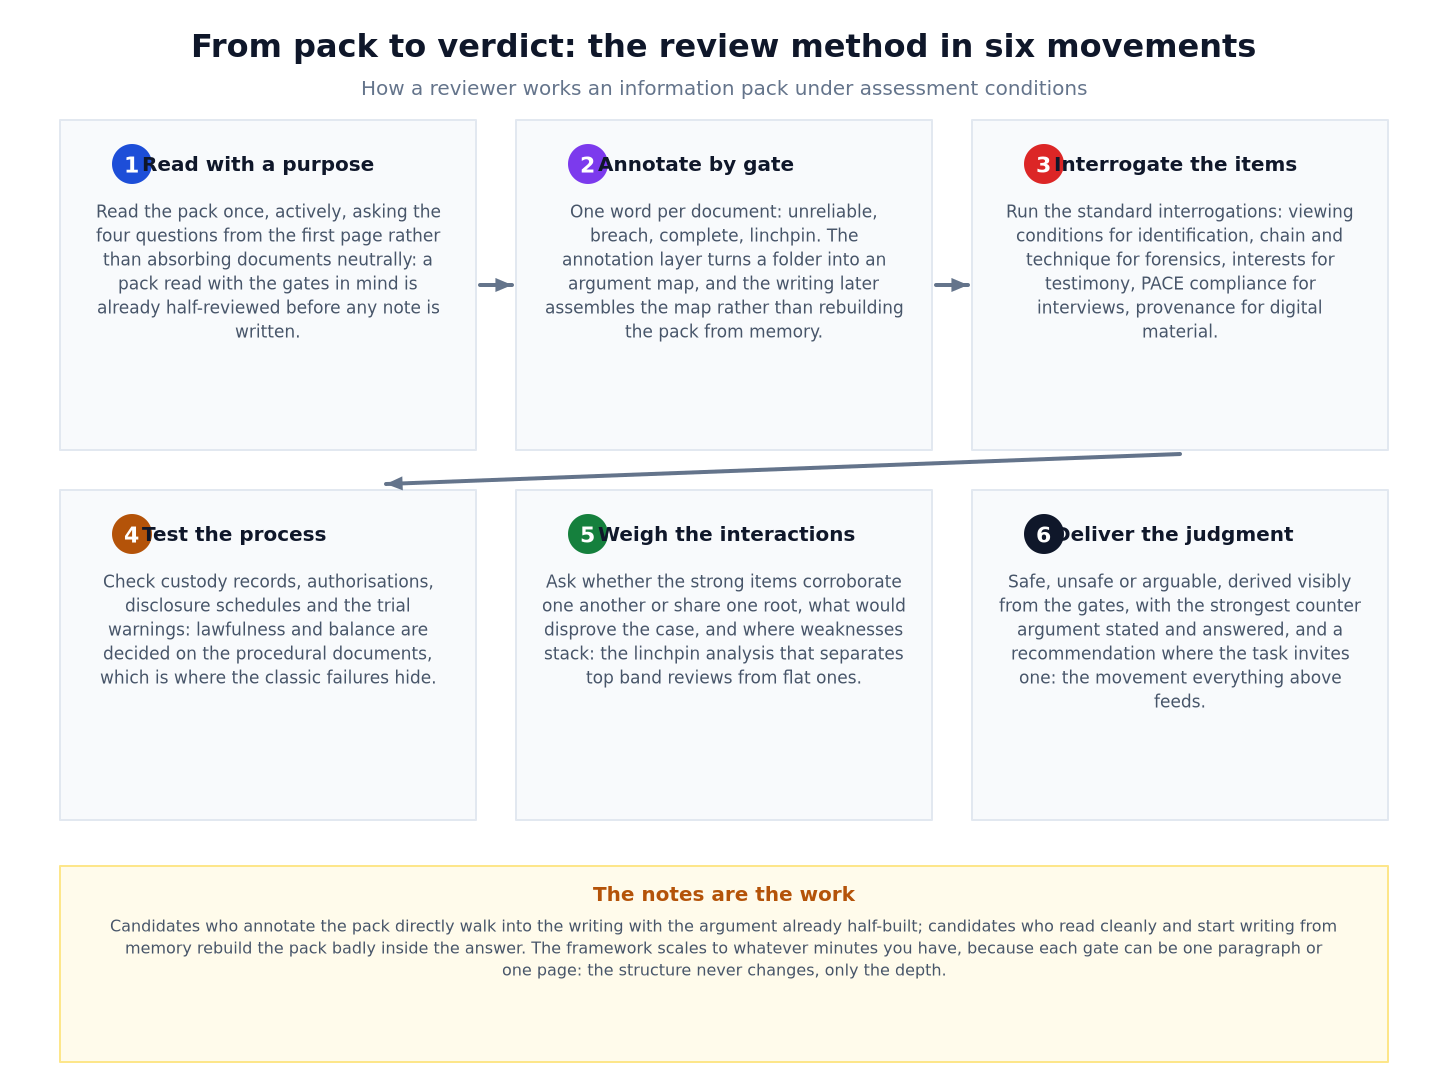 From pack to verdict: the review method in six movements
How a reviewer works an information pack under assessment conditions
1 Read with a purpose
Read the pack once, actively, asking the
four questions from the first page rather
than absorbing documents neutrally: a
pack read with the gates in mind is
already half-reviewed before any note is
written.
2 Annotate by gate
One word per document: unreliable,
breach, complete, linchpin. The
annotation layer turns a folder into an
argument map, and the writing later
assembles the map rather than rebuilding
the pack from memory.
3 Interrogate the items
Run the standard interrogations: viewing
conditions for identification, chain and
technique for forensics, interests for
testimony, PACE compliance for
interviews, provenance for digital
material.
4 Test the process
Check custody records, authorisations,
disclosure schedules and the trial
warnings: lawfulness and balance are
decided on the procedural documents,
which is where the classic failures hide.
5 Weigh the interactions
Ask whether the strong items corroborate
one another or share one root, what would
disprove the case, and where weaknesses
stack: the linchpin analysis that separates
top band reviews from flat ones.
6 Deliver the judgment
Safe, unsafe or arguable, derived visibly
from the gates, with the strongest counter
argument stated and answered, and a
recommendation where the task invites
one: the movement everything above
feeds.
The notes are the work
Candidates who annotate the pack directly walk into the writing with the argument already half-built; candidates who read cleanly and start writing from
memory rebuild the pack badly inside the answer. The framework scales to whatever minutes you have, because each gate can be one paragraph or
one page: the structure never changes, only the depth.